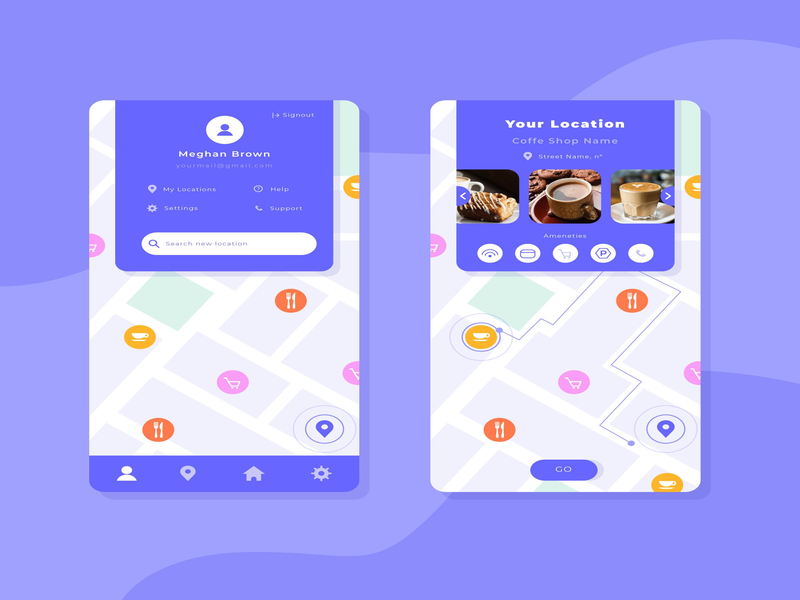 Signout
Meghan Brown
yourmail@gmail.com
My Locations
Help
Settings
Support
Search new location
Your Location
Coffe Shop Name
Street Name, nº
Ameneties
P
GO